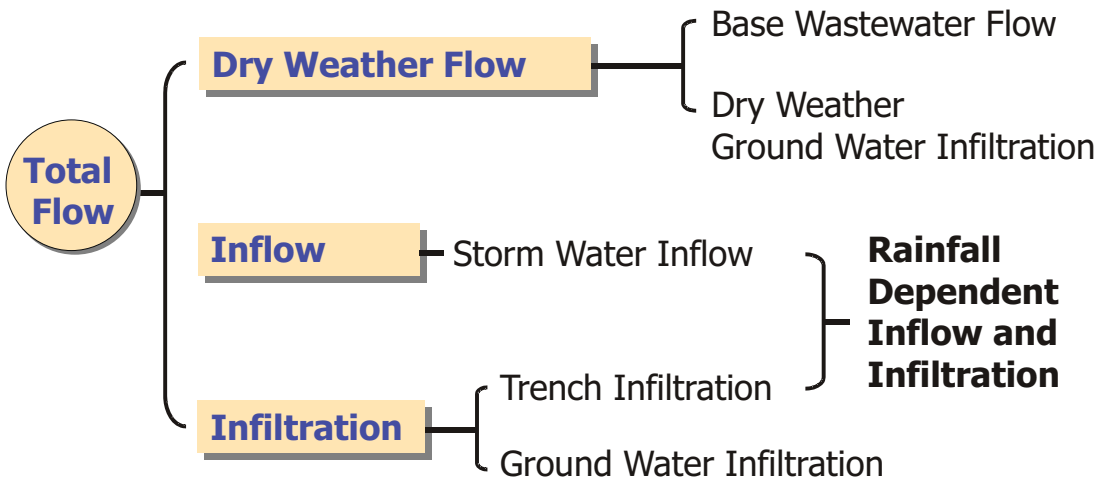 Total
Flow
Dry Weather Flow
Base Wastewater Flow
Dry Weather
Ground Water Infiltration
Inflow
Storm Water Inflow
Rainfall
Dependent
Inflow and
Infiltration
Infiltration
Trench Infiltration
Ground Water Infiltration